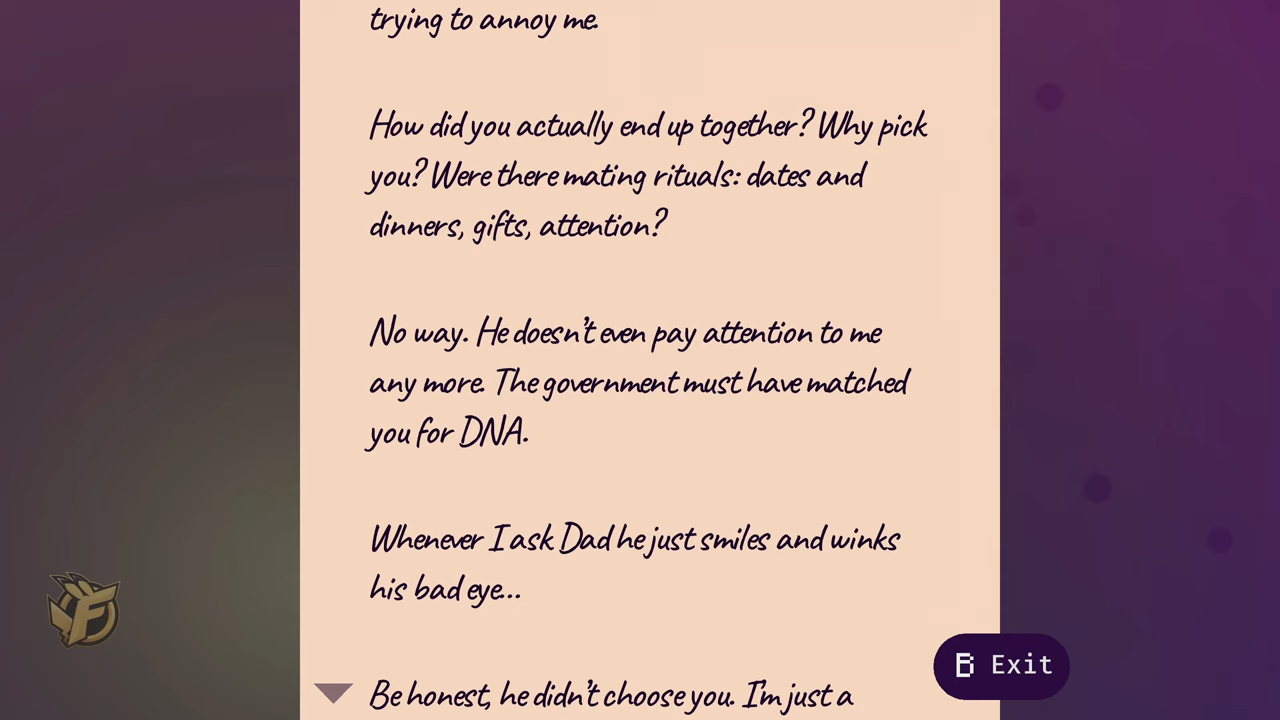 trying to annoy me.
How did you actually end up together? Why pick
you? Were there mating rituals: dates and
dinners, gifts, attention?
No way. He doesn't even pay attention to me
any more. The government must have matched
you for DNA.
Whenever I ask Dad he just smiles and winks
his bad eye...
Be honest, he didn't choose you. I'm just a
B Exit
F